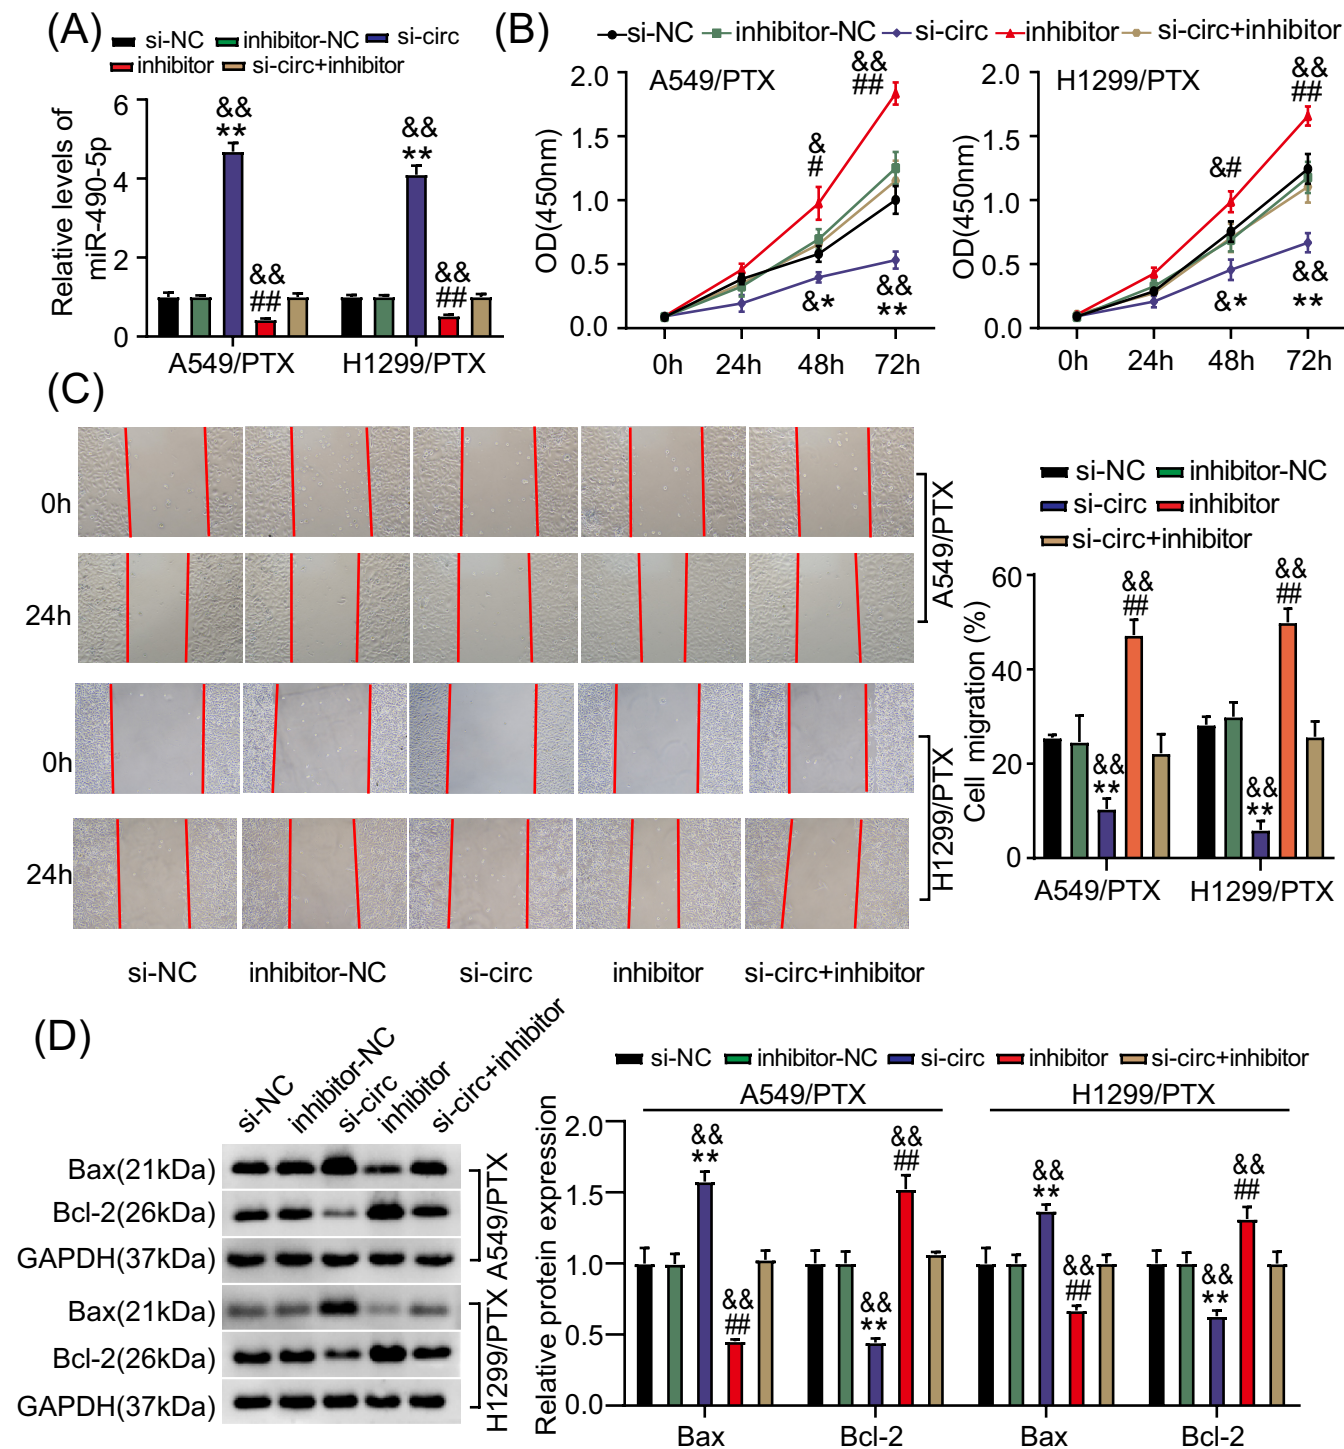 (A)
si-NC inhibitor-NC si-circ
inhibitor si-circ+inhibitor
Relative levels of
miR-490-5p
6
4
2
0
&&
**
&&
##
&&
**
&&
##
A549/PTX H1299/PTX
(B)
si-NC inhibitor-NC si-circ inhibitor si-circ+inhibitor
A549/PTX
OD(450nm)
2.0
1.5
1.0
0.5
0.0
&
#
&&
##
&*
&&
**
0h 24h 48h 72h
H1299/PTX
OD(450nm)
2.0
1.5
1.0
0.5
0.0
&#
&&
##
&*
&&
**
0h 24h 48h 72h
(C)
0h
24h
A549/PTX
0h
24h
H1299/PTX
si-NC inhibitor-NC si-circ inhibitor si-circ+inhibitor
si-NC inhibitor-NC
si-circ inhibitor
si-circ+inhibitor
Cell migration (%)
60
40
20
0
&&
**
&&
##
&&
**
&&
##
A549/PTX H1299/PTX
(D)
si-NC
inhibitor-NC
si-circ
inhibitor
si-circ+inhibitor
Bax(21kDa)
Bcl-2(26kDa)
GAPDH(37kDa)
A549/PTX
Bax(21kDa)
Bcl-2(26kDa)
GAPDH(37kDa)
H1299/PTX
si-NC inhibitor-NC si-circ inhibitor si-circ+inhibitor
A549/PTX H1299/PTX
Relative protein expression
2.0
1.5
1.0
0.5
0.0
&&
**
&&
##
&&
**
&&
##
&&
**
&&
##
&&
**
&&
##
Bax Bcl-2 Bax Bcl-2